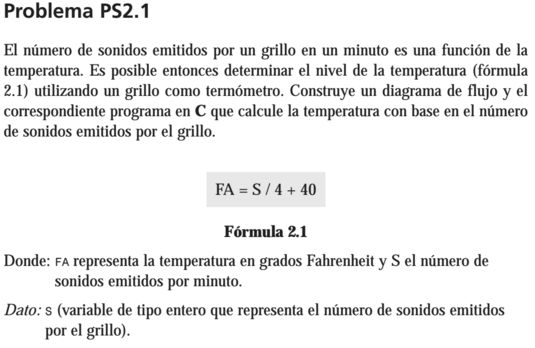 Problema PS2.1
El número de sonidos emitidos por un grillo en un minuto es una función de la
temperatura. Es posible entonces determinar el nivel de la temperatura (fórmula
2.1) utilizando un grillo como termómetro. Construye un diagrama de flujo y el
correspondiente programa en C que calcule la temperatura con base en el número
de sonidos emitidos por el grillo.
FA = S / 4 + 40
Fórmula 2.1
Donde: FA representa la temperatura en grados Fahrenheit y S el número de
sonidos emitidos por minuto.
Dato: S (variable de tipo entero que representa el número de sonidos emitidos
por el grillo).